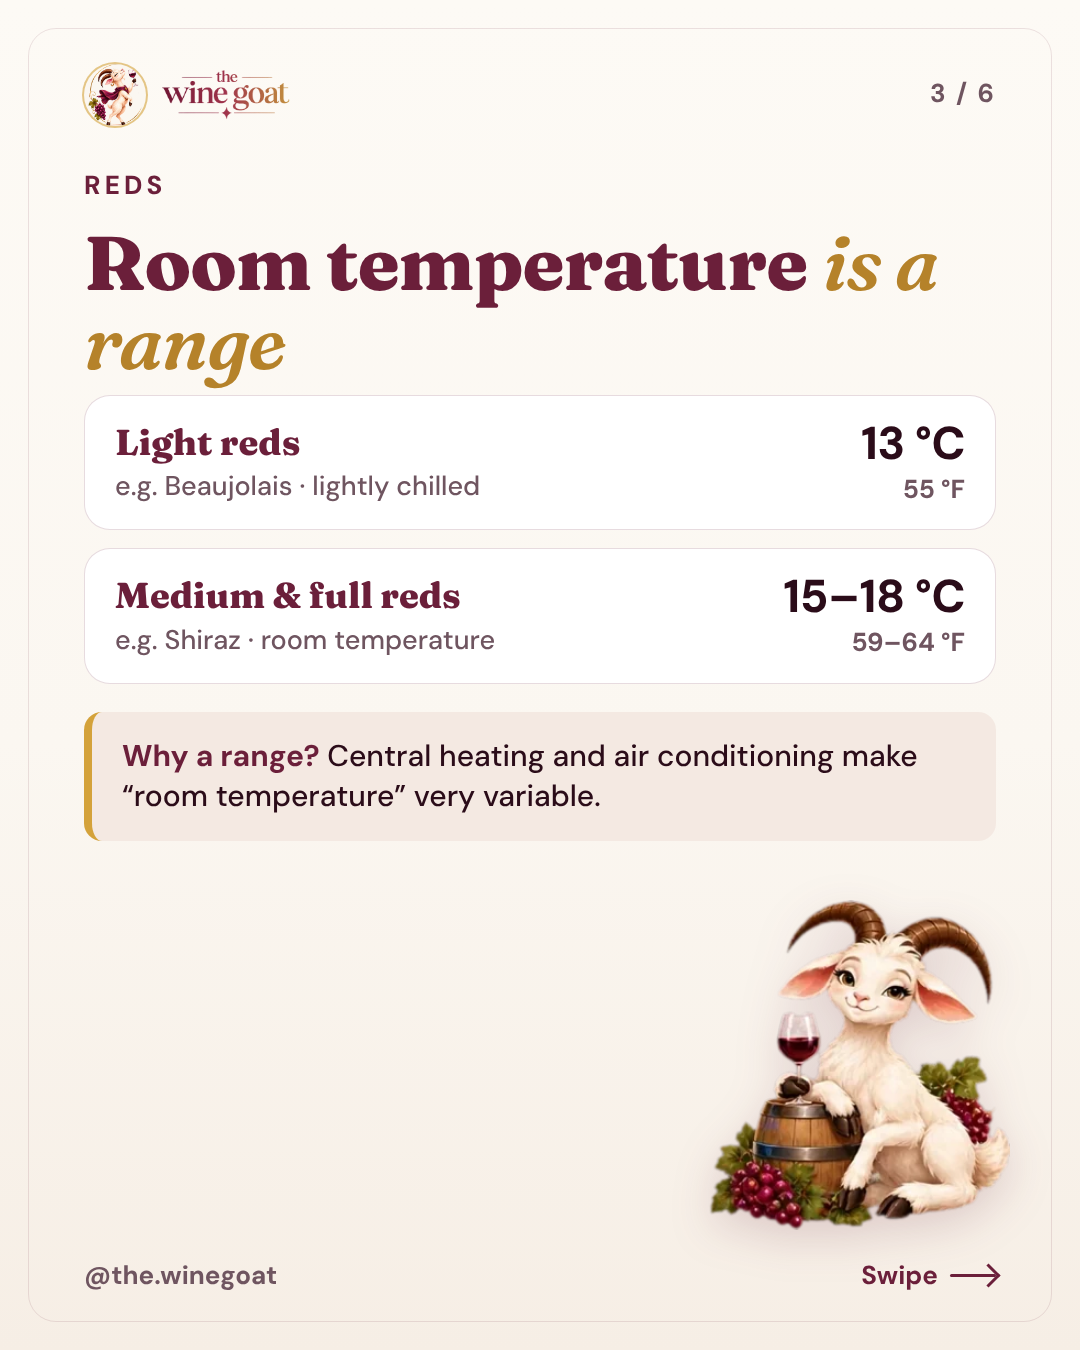 the
wine goat
3 / 6
REDS
Room temperature is a
range
Light reds
13 °C
e.g. Beaujolais · lightly chilled
55 °F
Medium & full reds
15–18 °C
e.g. Shiraz · room temperature
59–64 °F
Why a range? Central heating and air conditioning make
“room temperature” very variable.
@the.winegoat
Swipe